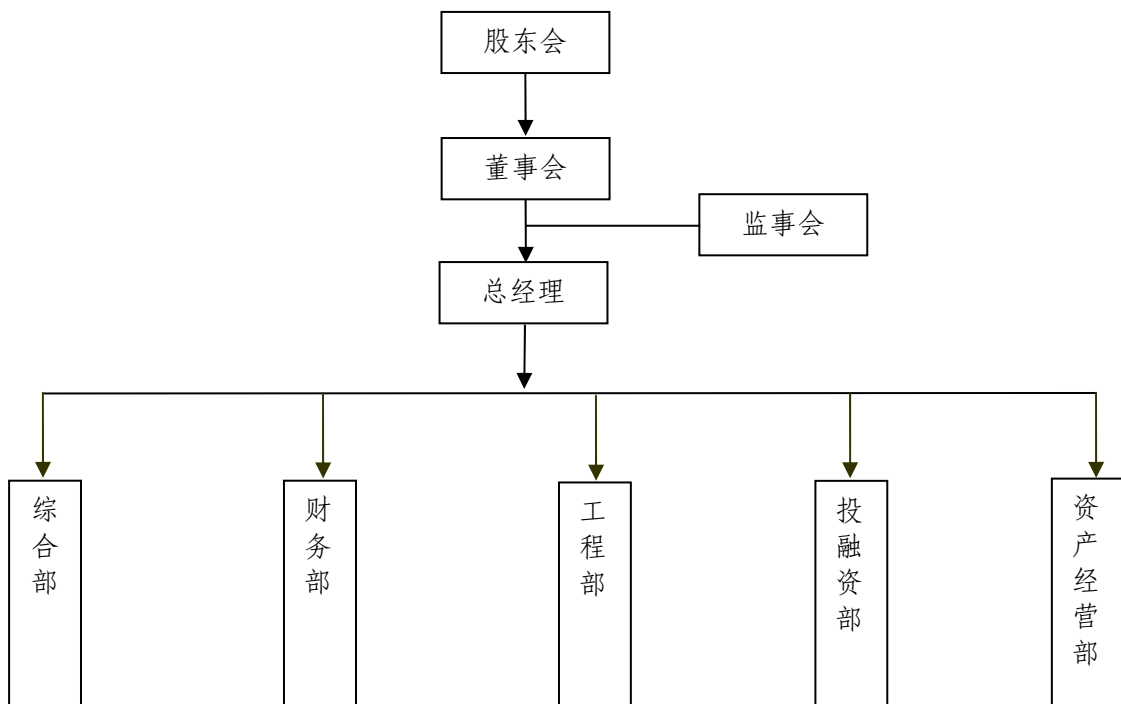 股东会
董事会
监事会
总经理
综合部
财务部
工程部
投融资部
资产经营部